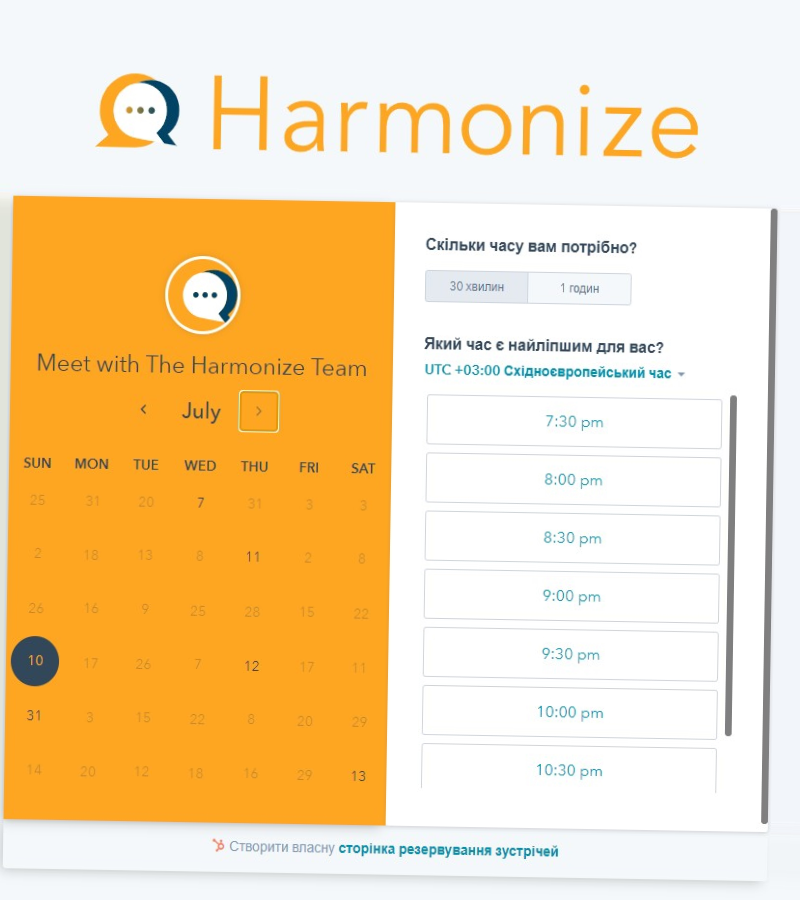 Harmonize
Meet with The Harmonize Team
July
SUN MON TUE WED THU FRI SAT
25 31 20 7 31 3 3
2 18 13 8 11 2 8
26 16 9 25 28 15 22
10 17 26 7 12 17 11
31 3 15 22 8 20 29
14 20 12 18 16 29 13
Скільки часу вам потрібно?
30 хвилин 1 годин
Який час є найліпшим для вас?
UTC +03:00 Східноєвропейський час
7:30 pm
8:00 pm
8:30 pm
9:00 pm
9:30 pm
10:00 pm
10:30 pm
Створити власну сторінка резервування зустрічей